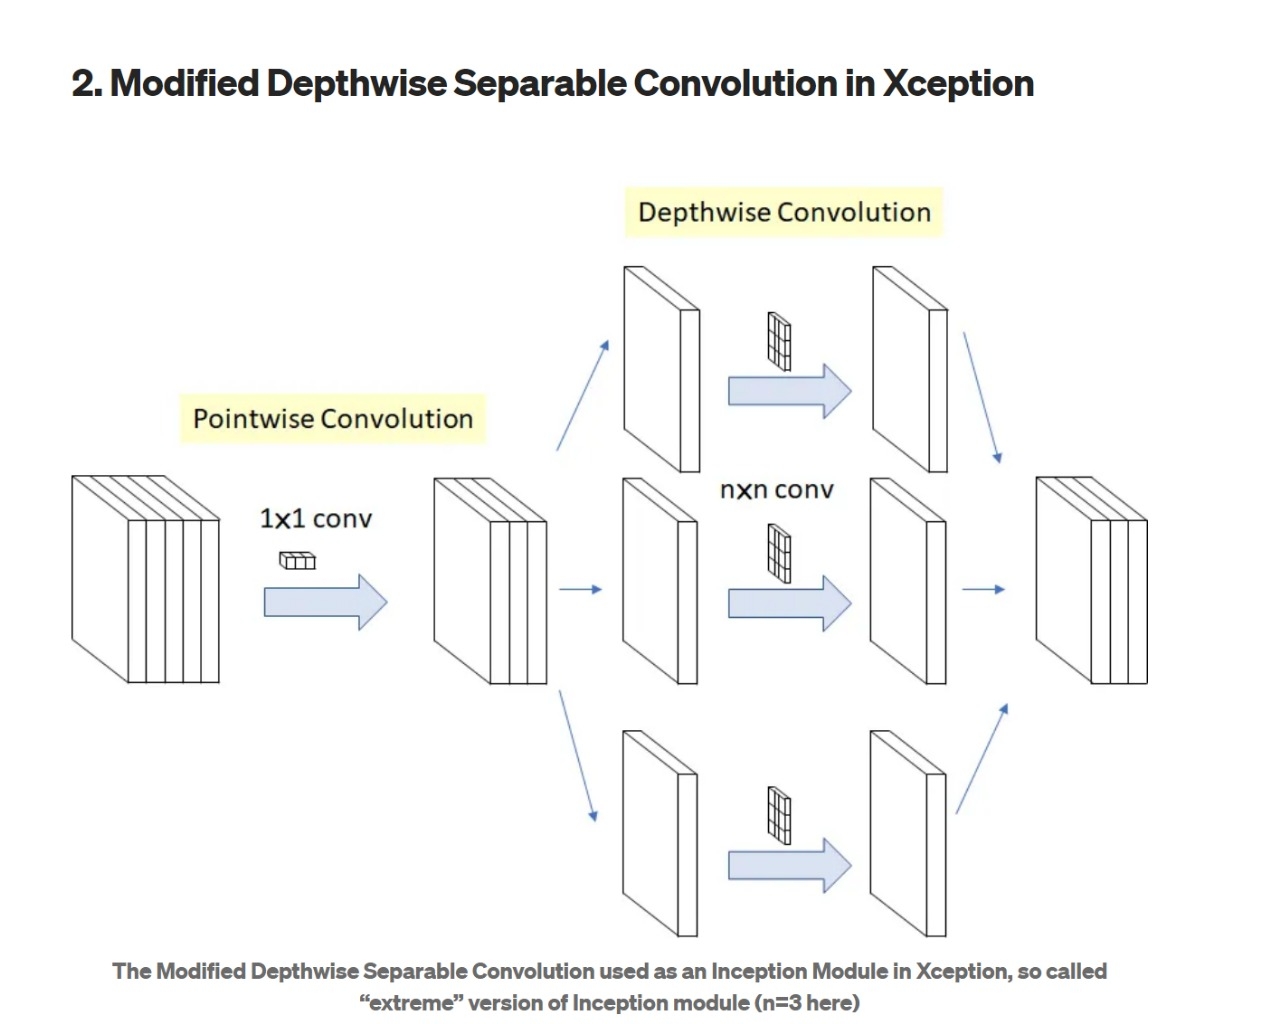 2. Modified Depthwise Separable Convolution in Xception
Depthwise Convolution
Pointwise Convolution
nxn conv
1x1 conv
The Modified Depthwise Separable Convolution used as an Inception Module in Xception, so called
“extreme” version of Inception module (n=3 here)